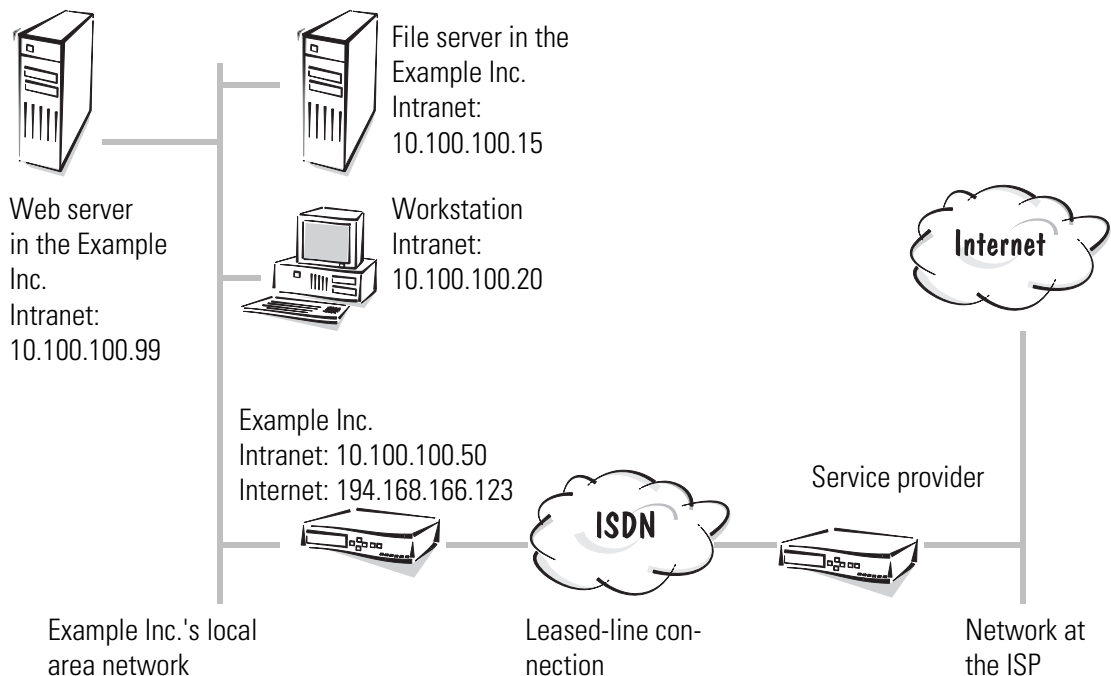 File server in the
Example Inc.
Intranet:
10.100.100.15
Web server
in the Example
Inc.
Intranet:
10.100.100.99
Workstation
Intranet:
10.100.100.20
Internet
Example Inc.
Intranet: 10.100.100.50
Internet: 194.168.166.123
ISDN
Service provider
Example Inc.'s local
area network
Leased-line con-
nection
Network at
the ISP